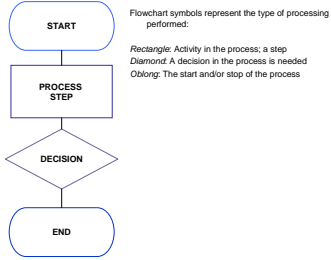 START
Flowchart symbols represent the type of processing
performed:
Rectangle: Activity in the process; a step
Diamond: A decision in the process is needed
Oblong: The start and/or stop of the process
PROCESS
STEP
DECISION
END